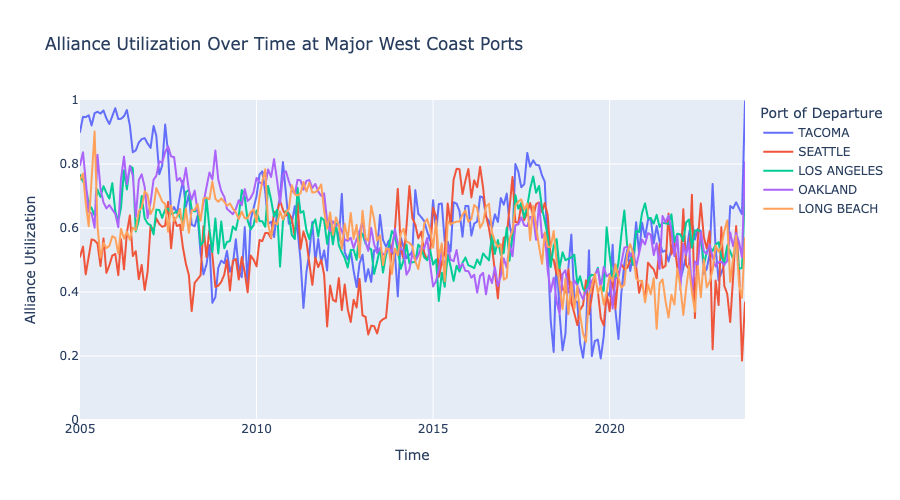 Alliance Utilization Over Time at Major West Coast Ports
Port of Departure
TACOMA
SEATTLE
LOS ANGELES
OAKLAND
LONG BEACH
Alliance Utilization
1
0.8
0.6
0.4
0.2
0
2005
2010
2015
2020
Time